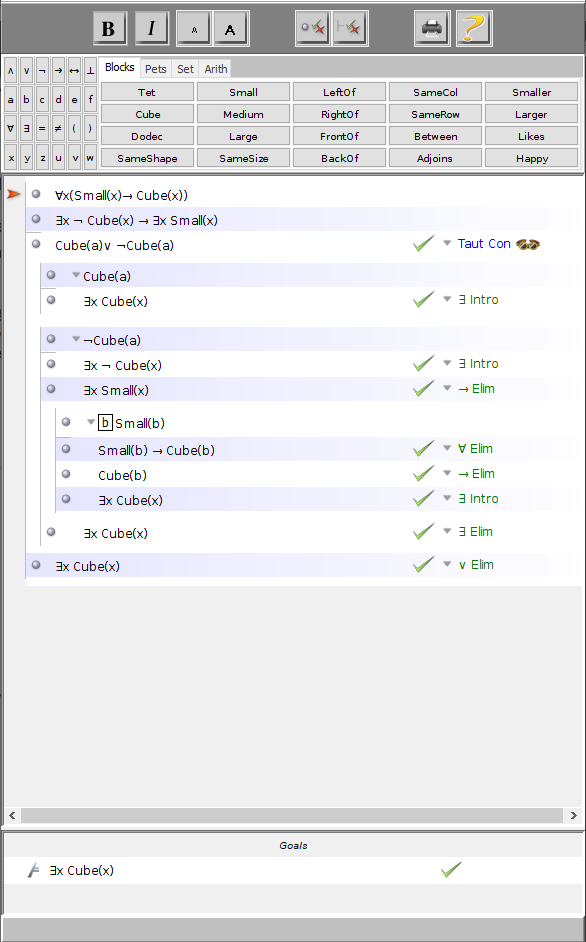 B I A A ?
∧ ∨ ¬ → ↔ ⊥
a b c d e f
∀ ∃ = ≠ ( )
x y z u v w
Blocks Pets Set Arith
Tet Small LeftOf SameCol Smaller
Cube Medium RightOf SameRow Larger
Dodec Large FrontOf Between Likes
SameShape SameSize BackOf Adjoins Happy
∀x(Small(x)→ Cube(x))
∃x ¬ Cube(x) → ∃x Small(x)
Cube(a)∨ ¬Cube(a) Taut Con
Cube(a)
∃x Cube(x) ∃ Intro
¬Cube(a)
∃x ¬ Cube(x) ∃ Intro
∃x Small(x) → Elim
b Small(b)
Small(b) → Cube(b) ∀ Elim
Cube(b) → Elim
∃x Cube(x) ∃ Intro
∃x Cube(x) ∃ Elim
∃x Cube(x) ∨ Elim
Goals
∃x Cube(x)